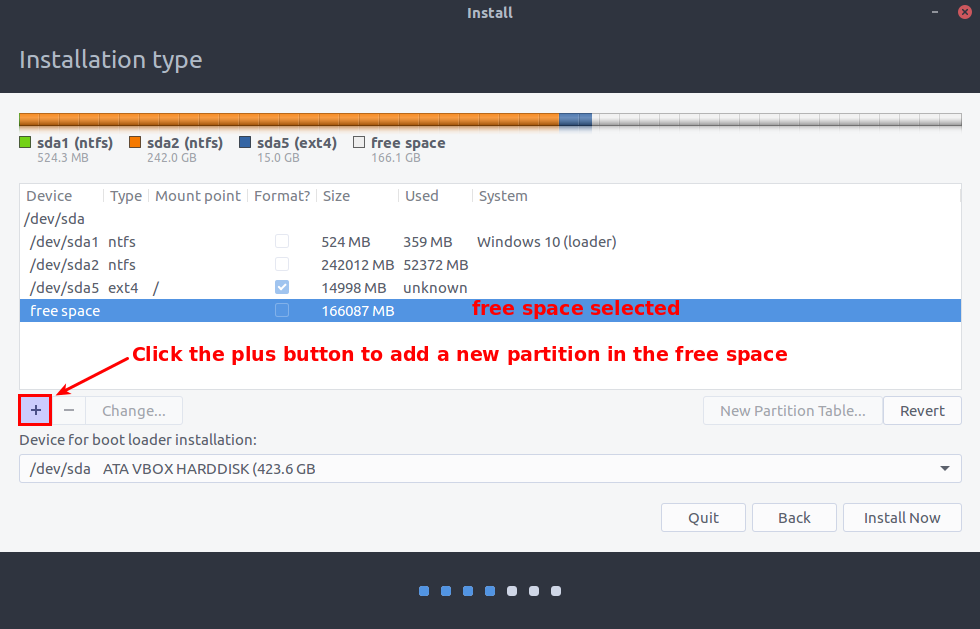 Install
Installation type
sda1 (ntfs) sda2 (ntfs) sda5 (ext4) free space
524.3 MB 242.0 GB 15.0 GB 166.1 GB
Device Type Mount point Format? Size Used System
/dev/sda
/dev/sda1 ntfs 524 MB 359 MB Windows 10 (loader)
/dev/sda2 ntfs 242012 MB 52372 MB
/dev/sda5 ext4 / 14998 MB unknown
free space 166087 MB free space selected
Click the plus button to add a new partition in the free space
+ − Change... New Partition Table... Revert
Device for boot loader installation:
/dev/sda ATA VBOX HARDDISK (423.6 GB
Quit Back Install Now